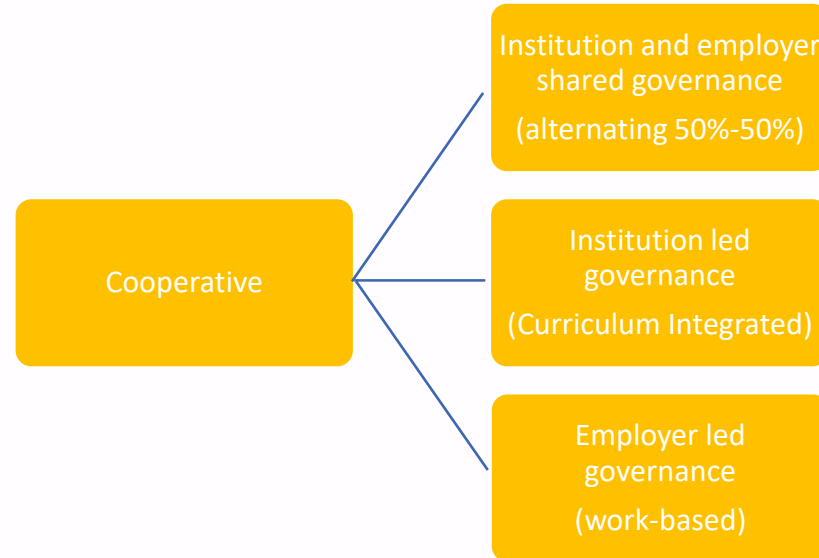 Institution and employer
shared governance
(alternating 50%-50%)
Cooperative
Institution led
governance
(Curriculum Integrated)
Employer led
governance
(work-based)